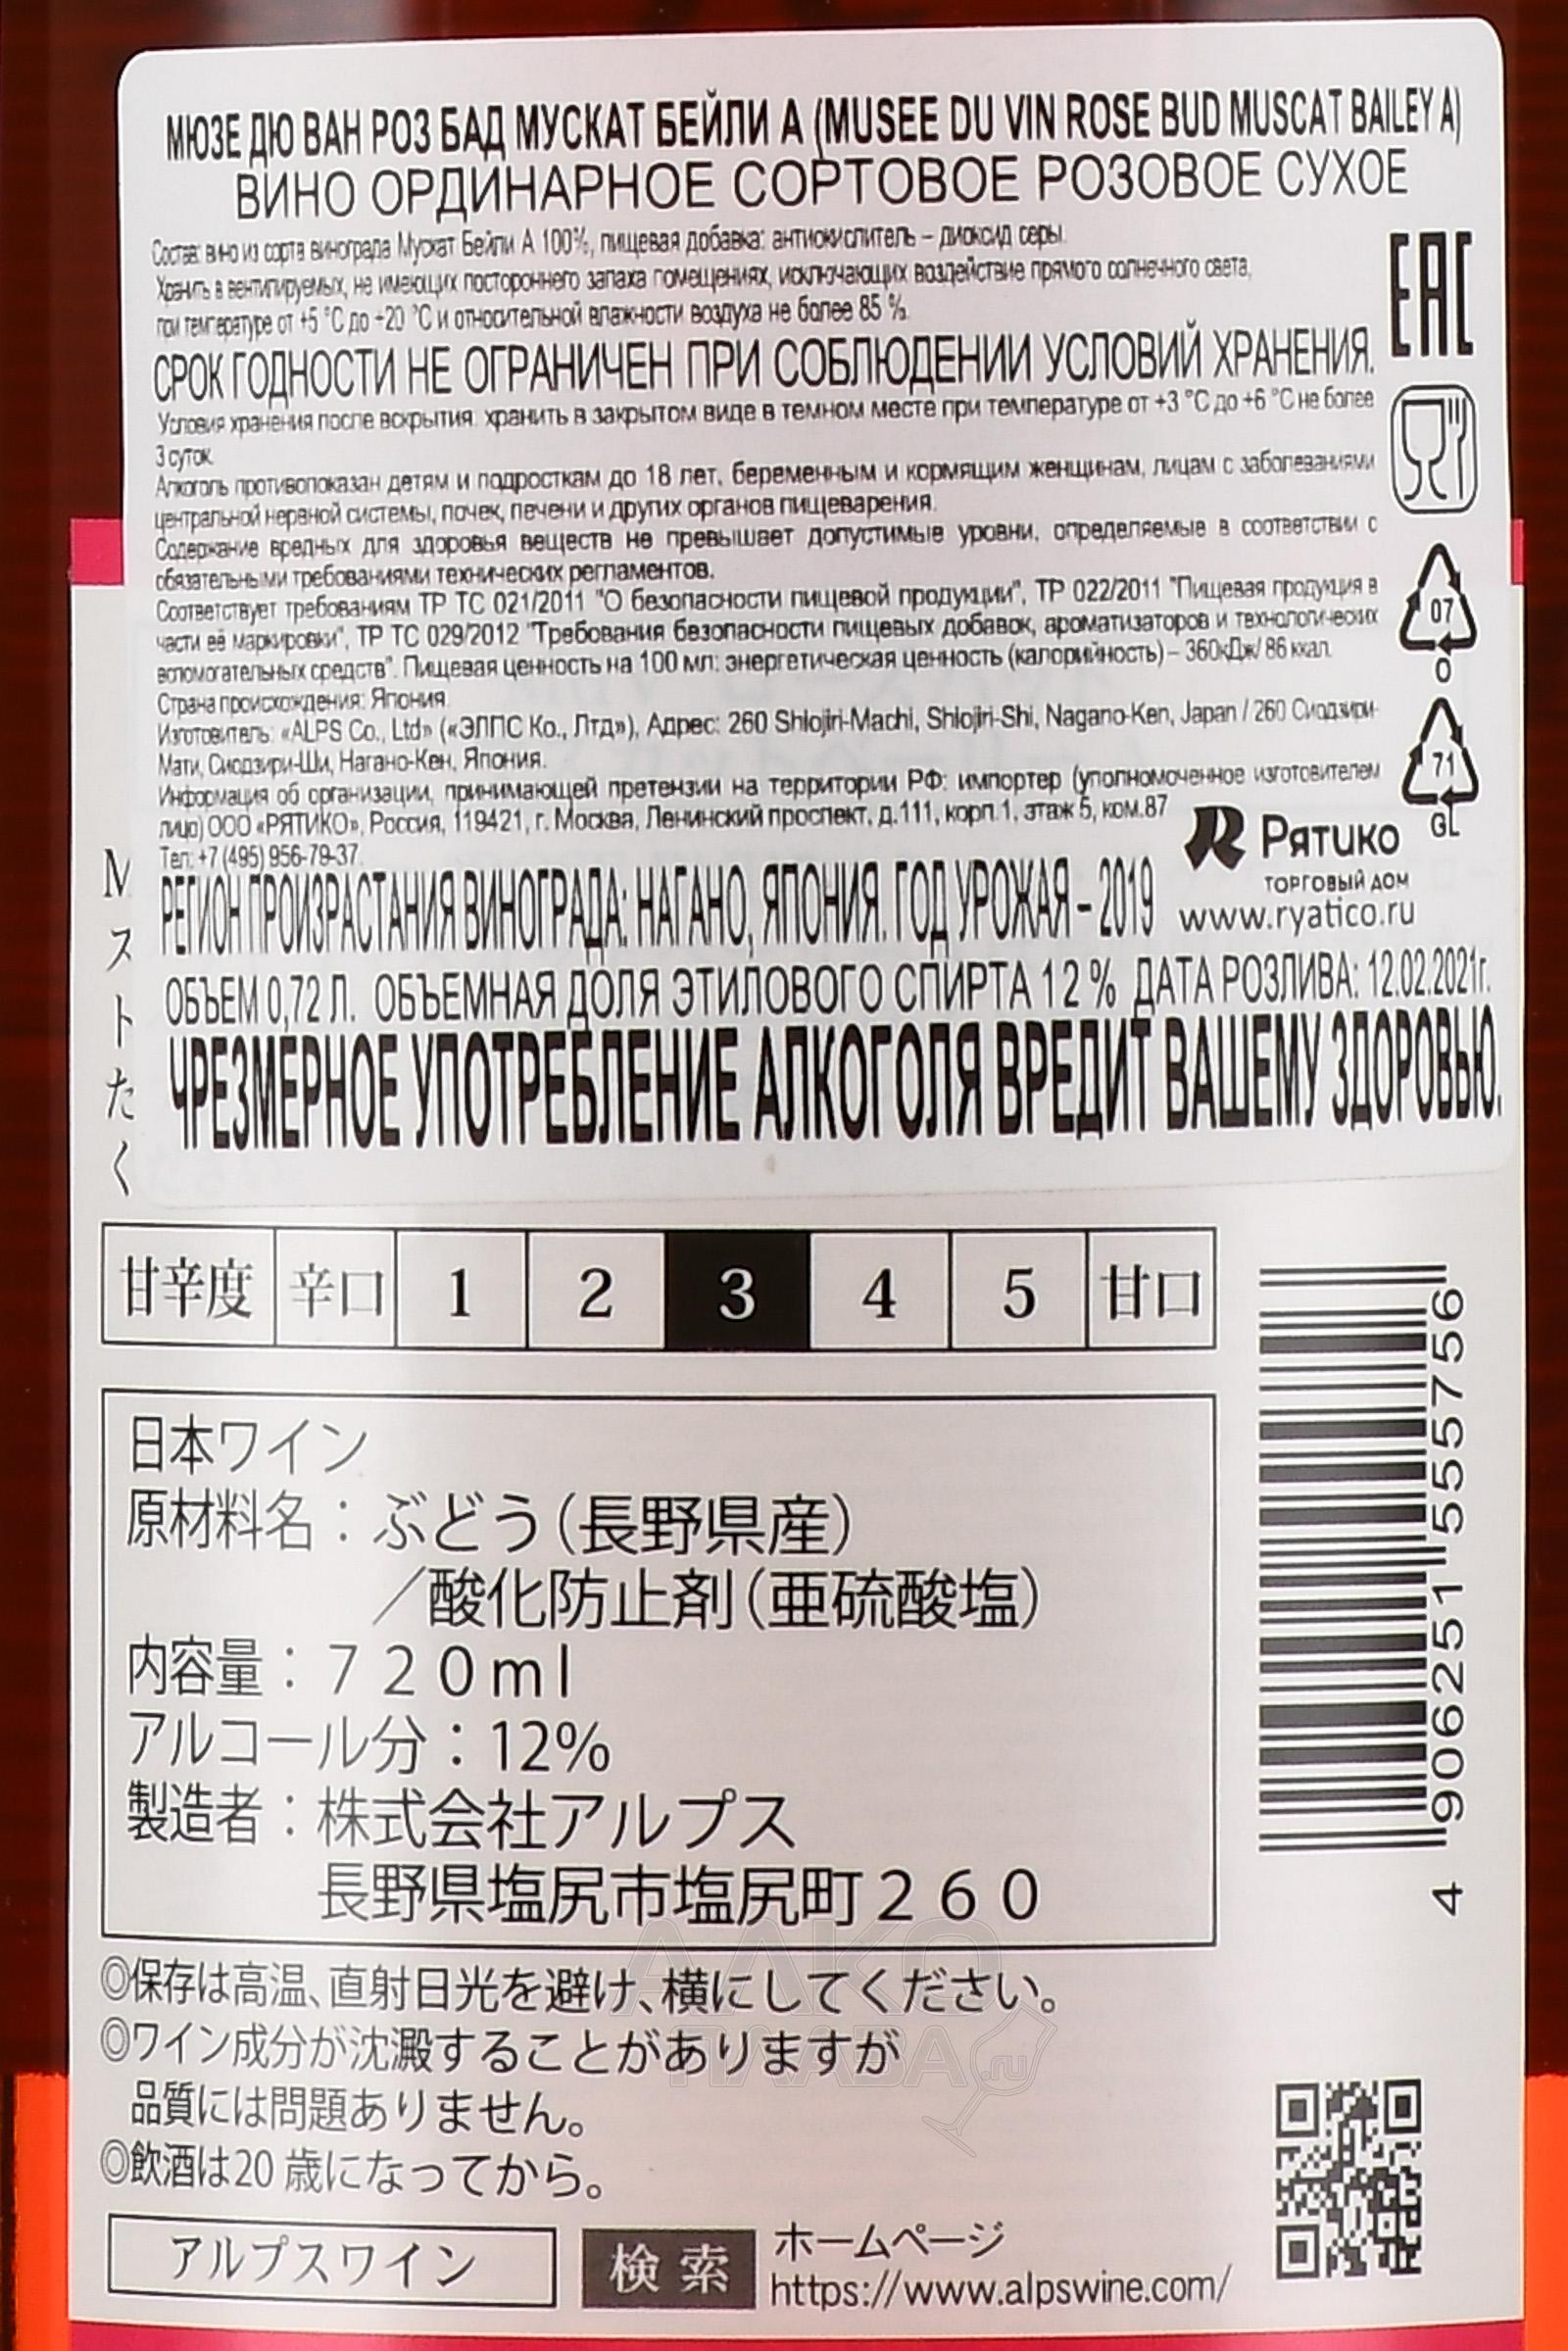 МЮЗЕ ДЮ ВАН РОЗ БАД МУСКАТ БЕЙЛИ А (MUSEE DU VIN ROSE BUD MUSCAT BAILEY A)
ВИНО ОРДИНАРНОЕ СОРТОВОЕ РОЗОВОЕ СУХОЕ
Состав: вино из сорта винограда Мускат Бейли А 100%, пищевая добавка: антиокислитель – диоксид серы.
Хранить в вентилируемых, не имеющих постороннего запаха помещениях, исключающих воздействие прямого солнечного света,
при температуре от +5 °С до +20 °С и относительной влажности воздуха не более 85 %.
СРОК ГОДНОСТИ НЕ ОГРАНИЧЕН ПРИ СОБЛЮДЕНИИ УСЛОВИЙ ХРАНЕНИЯ.
EAC
Условия хранения после вскрытия: хранить в закрытом виде в темном месте при температуре от +3 °С до +6 °С не более
3 суток.
Алкоголь противопоказан детям и подросткам до 18 лет, беременным и кормящим женщинам, лицам с заболеваниями
центральной нервной системы, почек, печени и других органов пищеварения.
Содержание вредных для здоровья веществ не превышает допустимые уровни, определяемые в соответствии с
обязательными требованиями технических регламентов.
Соответствует требованиям ТР ТС 021/2011 "О безопасности пищевой продукции", ТР 022/2011 "Пищевая продукция в
части её маркировки", ТР ТС 029/2012 "Требования безопасности пищевых добавок, ароматизаторов и технологических
вспомогательных средств". Пищевая ценность на 100 мл: энергетическая ценность (калорийность) – 360кДж/ 86 ккал.
07
O
Страна происхождения: Япония
Изготовитель: «ALPS Co., Ltd» («ЭЛПС Ко., Лтд»), Адрес: 260 Shiojiri-Machi, Shiojiri-Shi, Nagano-Ken, Japan / 260 Сиодзири-
Мати, Сиодзири-Ши, Нагано-Кен, Япония.
Информация об организации, принимающей претензии на территории РФ: импортер (уполномоченное изготовителем
лицо) ООО «РЯТИКО», Россия, 119421, г. Москва, Ленинский проспект, д.111, корп.1, этаж 5, ком.87
Тел: +7 (495) 956-79-37.
71
GL
Рятико
ТОРГОВЫЙ ДОМ
www.ryatico.ru
РЕГИОН ПРОИЗРАСТАНИЯ ВИНОГРАДА: НАГАНО, ЯПОНИЯ. ГОД УРОЖАЯ – 2019
ОБЪЕМ 0,72 Л. ОБЪЕМНАЯ ДОЛЯ ЭТИЛОВОГО СПИРТА 12 % ДАТА РОЗЛИВА: 12.02.2021г.
ЧРЕЗМЕРНОЕ УПОТРЕБЛЕНИЕ АЛКОГОЛЯ ВРЕДИТ ВАШЕМУ ЗДОРОВЬЮ.
甘辛度 辛口 1 2 3 4 5 甘口
日本ワイン
原材料名：ぶどう（長野県産）
／酸化防止剤（亜硫酸塩）
内容量：７２０ｍｌ
アルコール分：12%
製造者：株式会社アルプス
長野県塩尻市塩尻町２６０
4 906251 555756
◎保存は高温、直射日光を避け、横にしてください。
◎ワイン成分が沈澱することがありますが
品質には問題ありません。
◎飲酒は20歳になってから。
アルプスワイン 検索
ホームページ
https://www.alpswine.com/
АЛКО
ПЛАЗА.ru